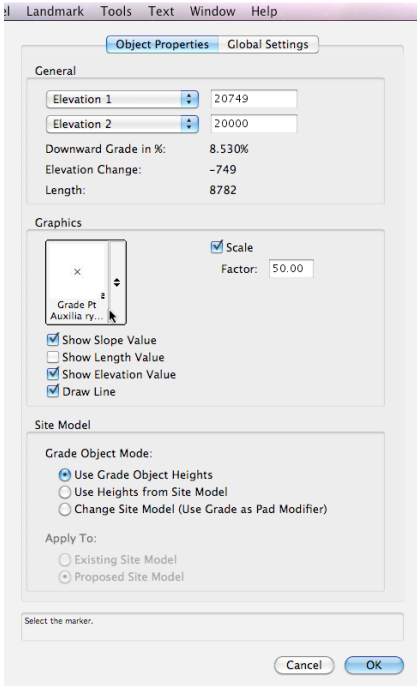 Landmark Tools Text Window Help
Object Properties Global Settings
General
Elevation 1 20749
Elevation 2 20000
Downward Grade in %: 8.530%
Elevation Change: -749
Length: 8782
Graphics
Scale
Factor: 50.00
Grade Pt
Auxilia ry...
Show Slope Value
Show Length Value
Show Elevation Value
Draw Line
Site Model
Grade Object Mode:
Use Grade Object Heights
Use Heights from Site Model
Change Site Model (Use Grade as Pad Modifier)
Apply To:
Existing Site Model
Proposed Site Model
Select the marker.
Cancel OK